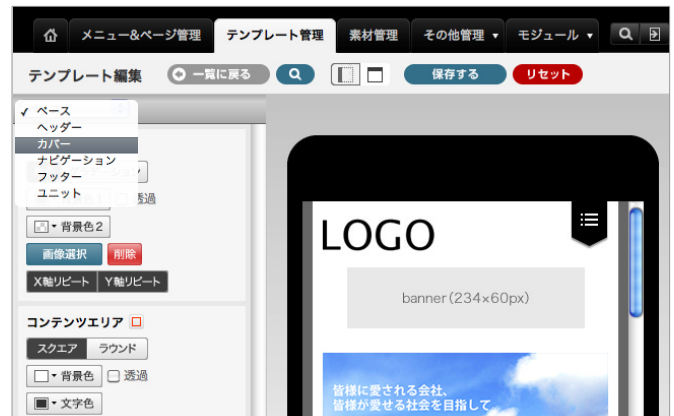 メニュー&ページ管理 テンプレート管理 素材管理 その他管理 ▼ モジュール ▼
テンプレート編集 一覧に戻る 保存する リセット
✓ ベース
ヘッダー
カバー
ナビゲーション
フッター
ユニット
透過
背景色2
画像選択 削除
X軸リピート Y軸リピート
コンテンツエリア
スクエア ラウンド
背景色 透過
文字色
LOGO
banner(234×60px)
皆様に愛される会社、
皆様が愛せる社会を目指して